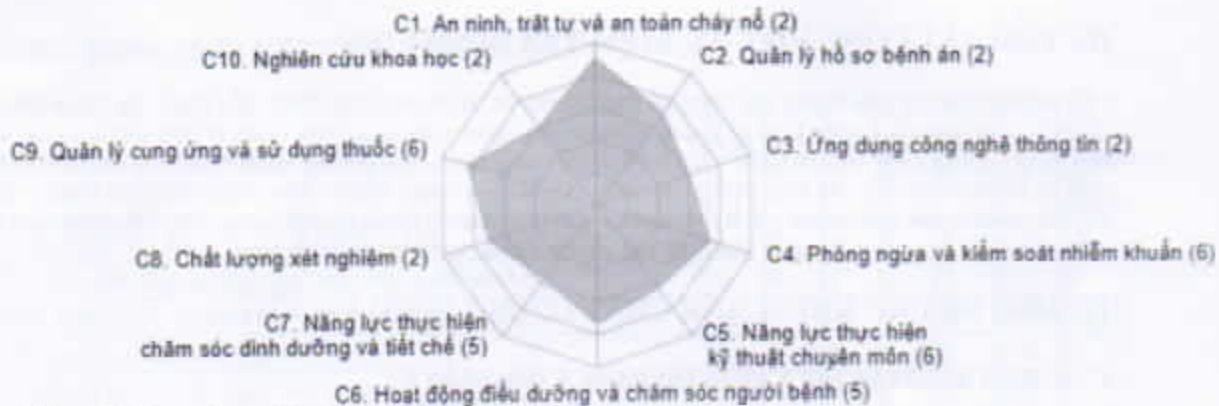 C1. An ninh, trật tự và an toàn cháy nổ (2)
C10. Nghiên cứu khoa học (2)
C2. Quản lý hồ sơ bệnh án (2)
C9. Quản lý cung ứng và sử dụng thuốc (6)
C3. Ứng dụng công nghệ thông tin (2)
C8. Chất lượng xét nghiệm (2)
C4. Phòng ngừa và kiểm soát nhiễm khuẩn (6)
C7. Năng lực thực hiện
chăm sóc dinh dưỡng và tiết chế (5)
C5. Năng lực thực hiện
kỹ thuật chuyên môn (6)
C6. Hoạt động điều dưỡng và chăm sóc người bệnh (5)